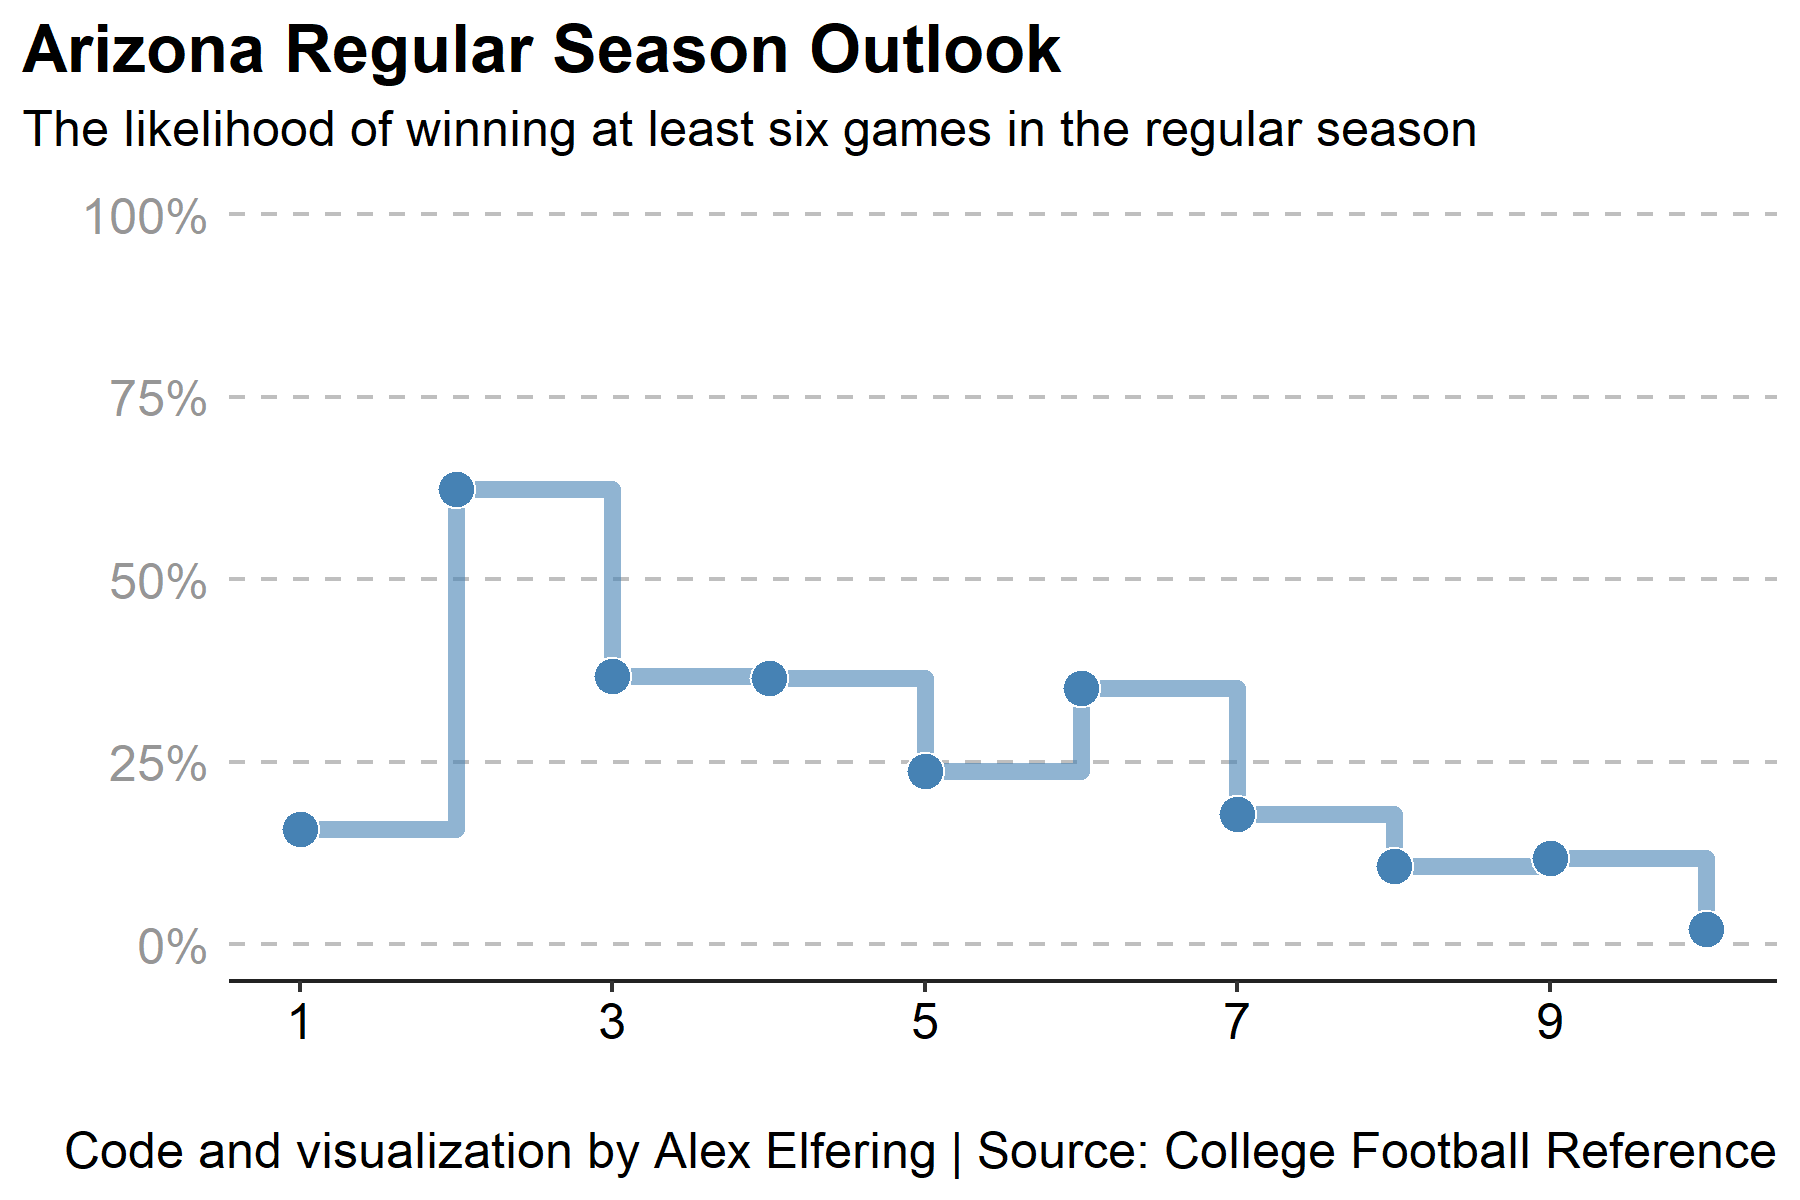 Arizona Regular Season Outlook
The likelihood of winning at least six games in the regular season
100%
75%
50%
25%
0%
1 3 5 7 9
Code and visualization by Alex Elfering | Source: College Football Reference